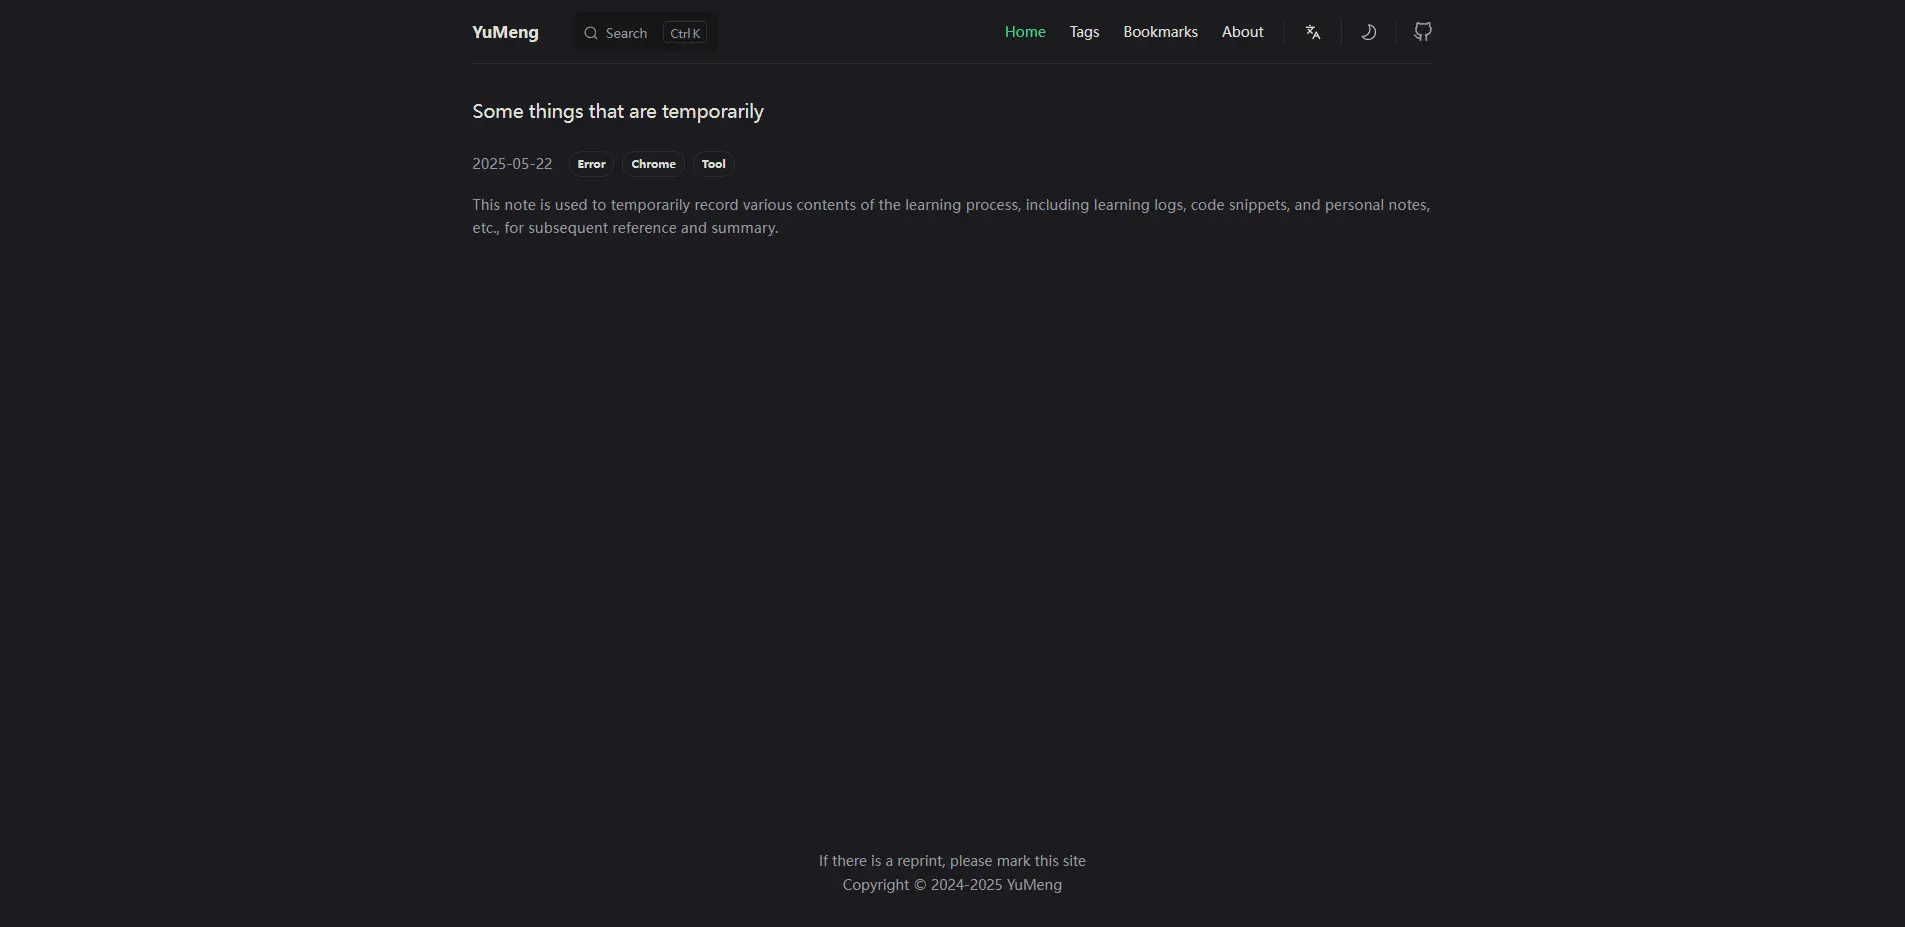 YuMeng
Search Ctrl K
Home Tags Bookmarks About
Some things that are temporarily
2025-05-22 Error Chrome Tool
This note is used to temporarily record various contents of the learning process, including learning logs, code snippets, and personal notes,
etc., for subsequent reference and summary.
If there is a reprint, please mark this site
Copyright © 2024-2025 YuMeng